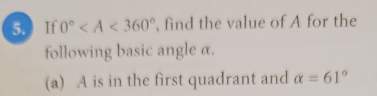 5. If 0° < A < 360°, find the value of A for the
following basic angle α.
(a) A is in the first quadrant and α = 61°